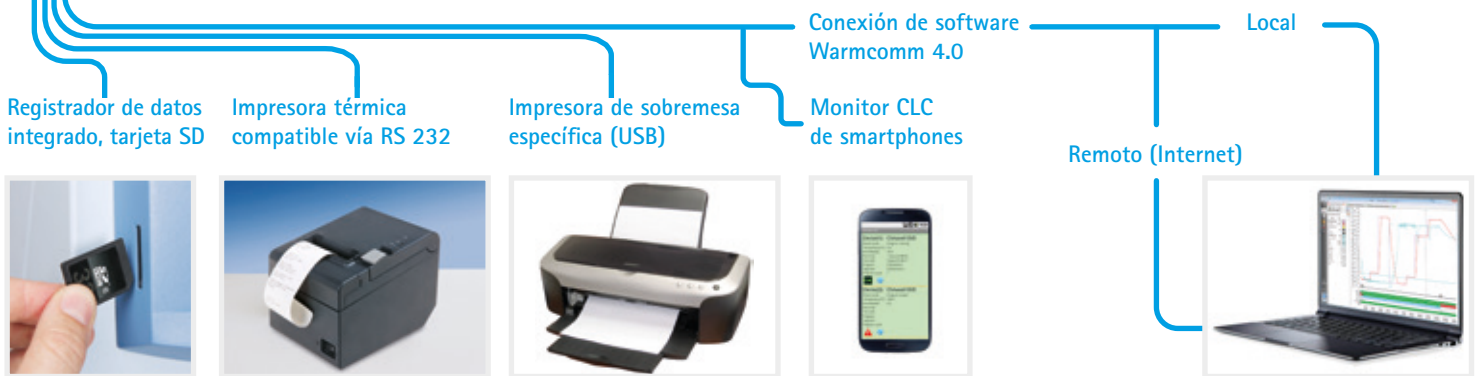 Conexión de software
Warmcomm 4.0
Local
Registrador de datos
integrado, tarjeta SD
Impresora térmica
compatible vía RS 232
Impresora de sobremesa
específica (USB)
Monitor CLC
de smartphones
Remoto (Internet)